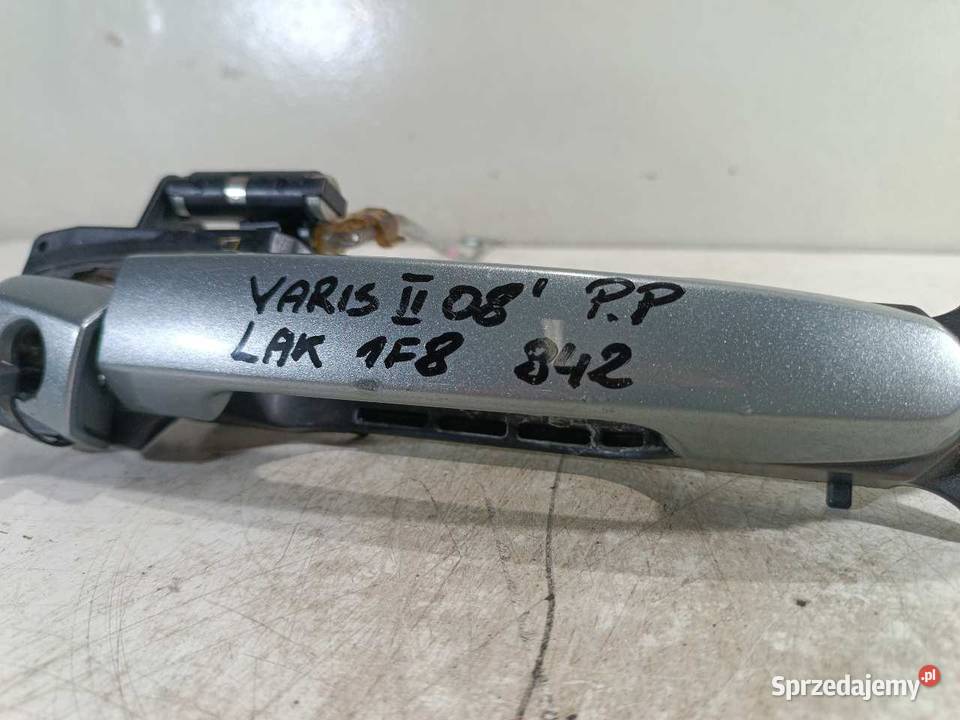 YARIS II 08' P.P
LAK 1F8 842
Sprzedajemy.pl